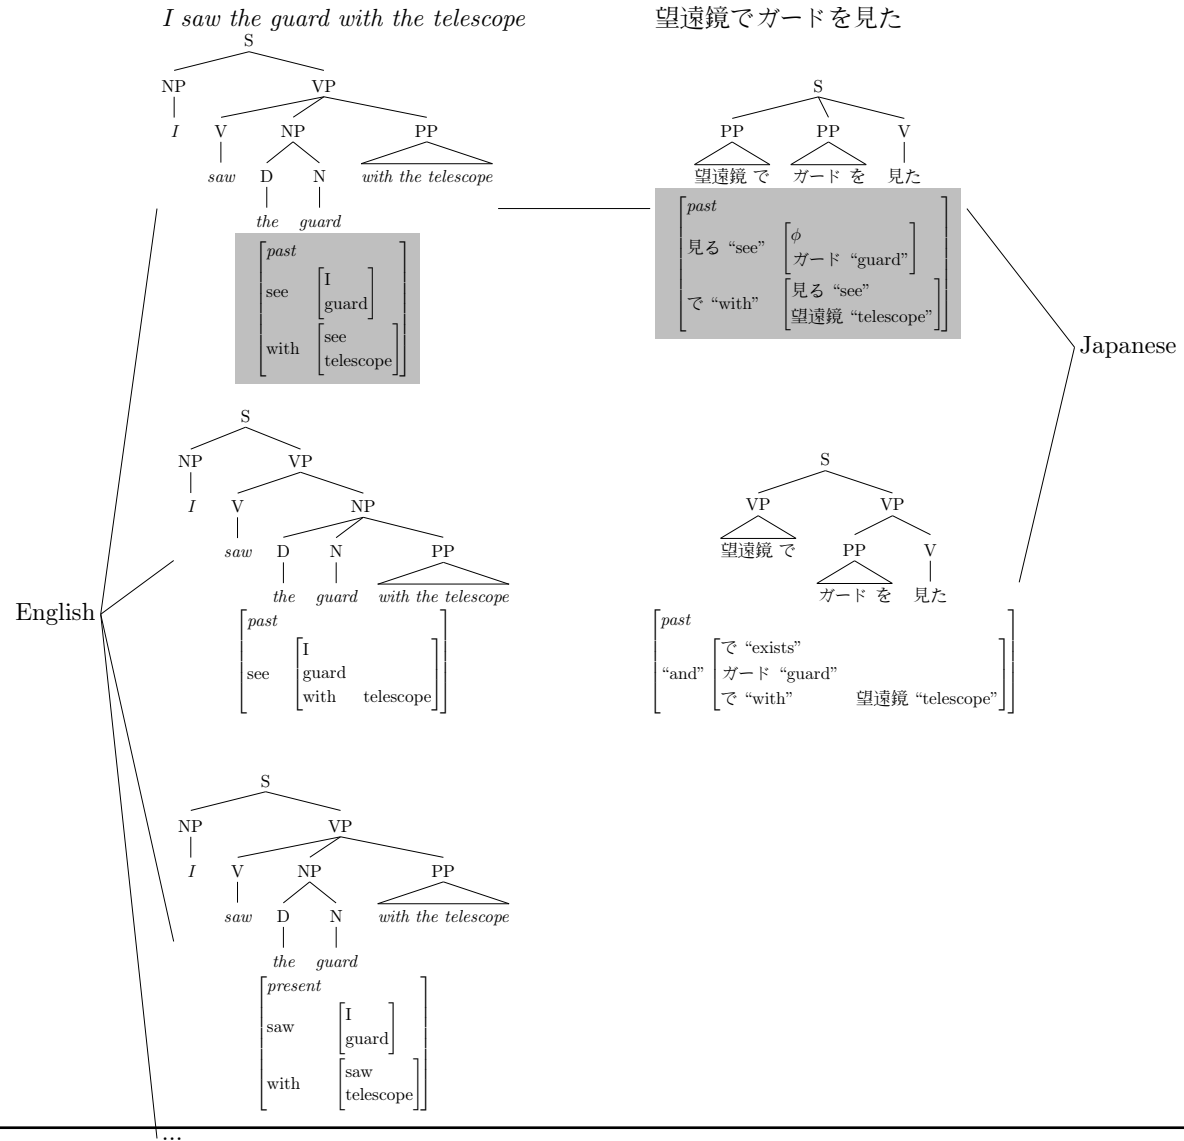 I saw the guard with the telescope
望遠鏡でガードを見た
S
NP VP
I V NP PP
saw D N with the telescope
the guard
past
see I
guard
with see
telescope
S
PP PP V
望遠鏡 で ガード を 見た
past
見る “see” ϕ
ガード “guard”
で “with” 見る “see”
望遠鏡 “telescope”
Japanese
S
NP VP
I V NP
saw D N PP
the guard with the telescope
past
see I
guard
with telescope
English
S
VP VP
望遠鏡 で PP V
ガード を 見た
past
“and” で “exists”
ガード “guard”
で “with” 望遠鏡 “telescope”
S
NP VP
I V NP PP
saw D N with the telescope
the guard
present
saw I
guard
with saw
telescope
...